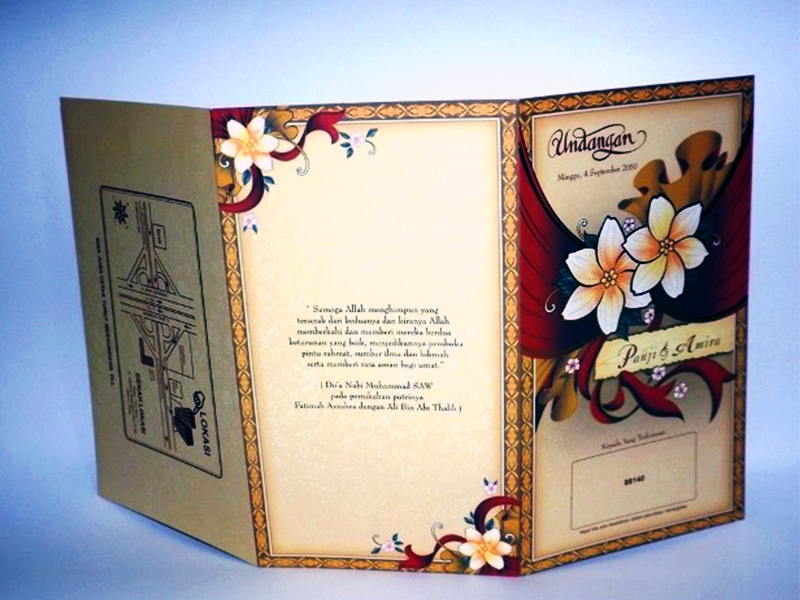 LOKASI
DENAH LOKASI
" Semoga Allah menghimpun yang
terserak dari keduanya dan kiranya Allah
memberkahi dan memberi mereka berdua
keturunan yang baik, menjadikannya pembuka
pintu rahmat, sumber ilmu dan hikmah
serta memberi rasa aman bagi umat. "
( Do'a Nabi Muhammad SAW
pada pernikahan putrinya
Fatimah Azzahra dengan Ali Bin Abi Thalib )
Undangan
Minggu, 4 September 2050
Panji & Amira
Kepada Yang Terhormat
88140